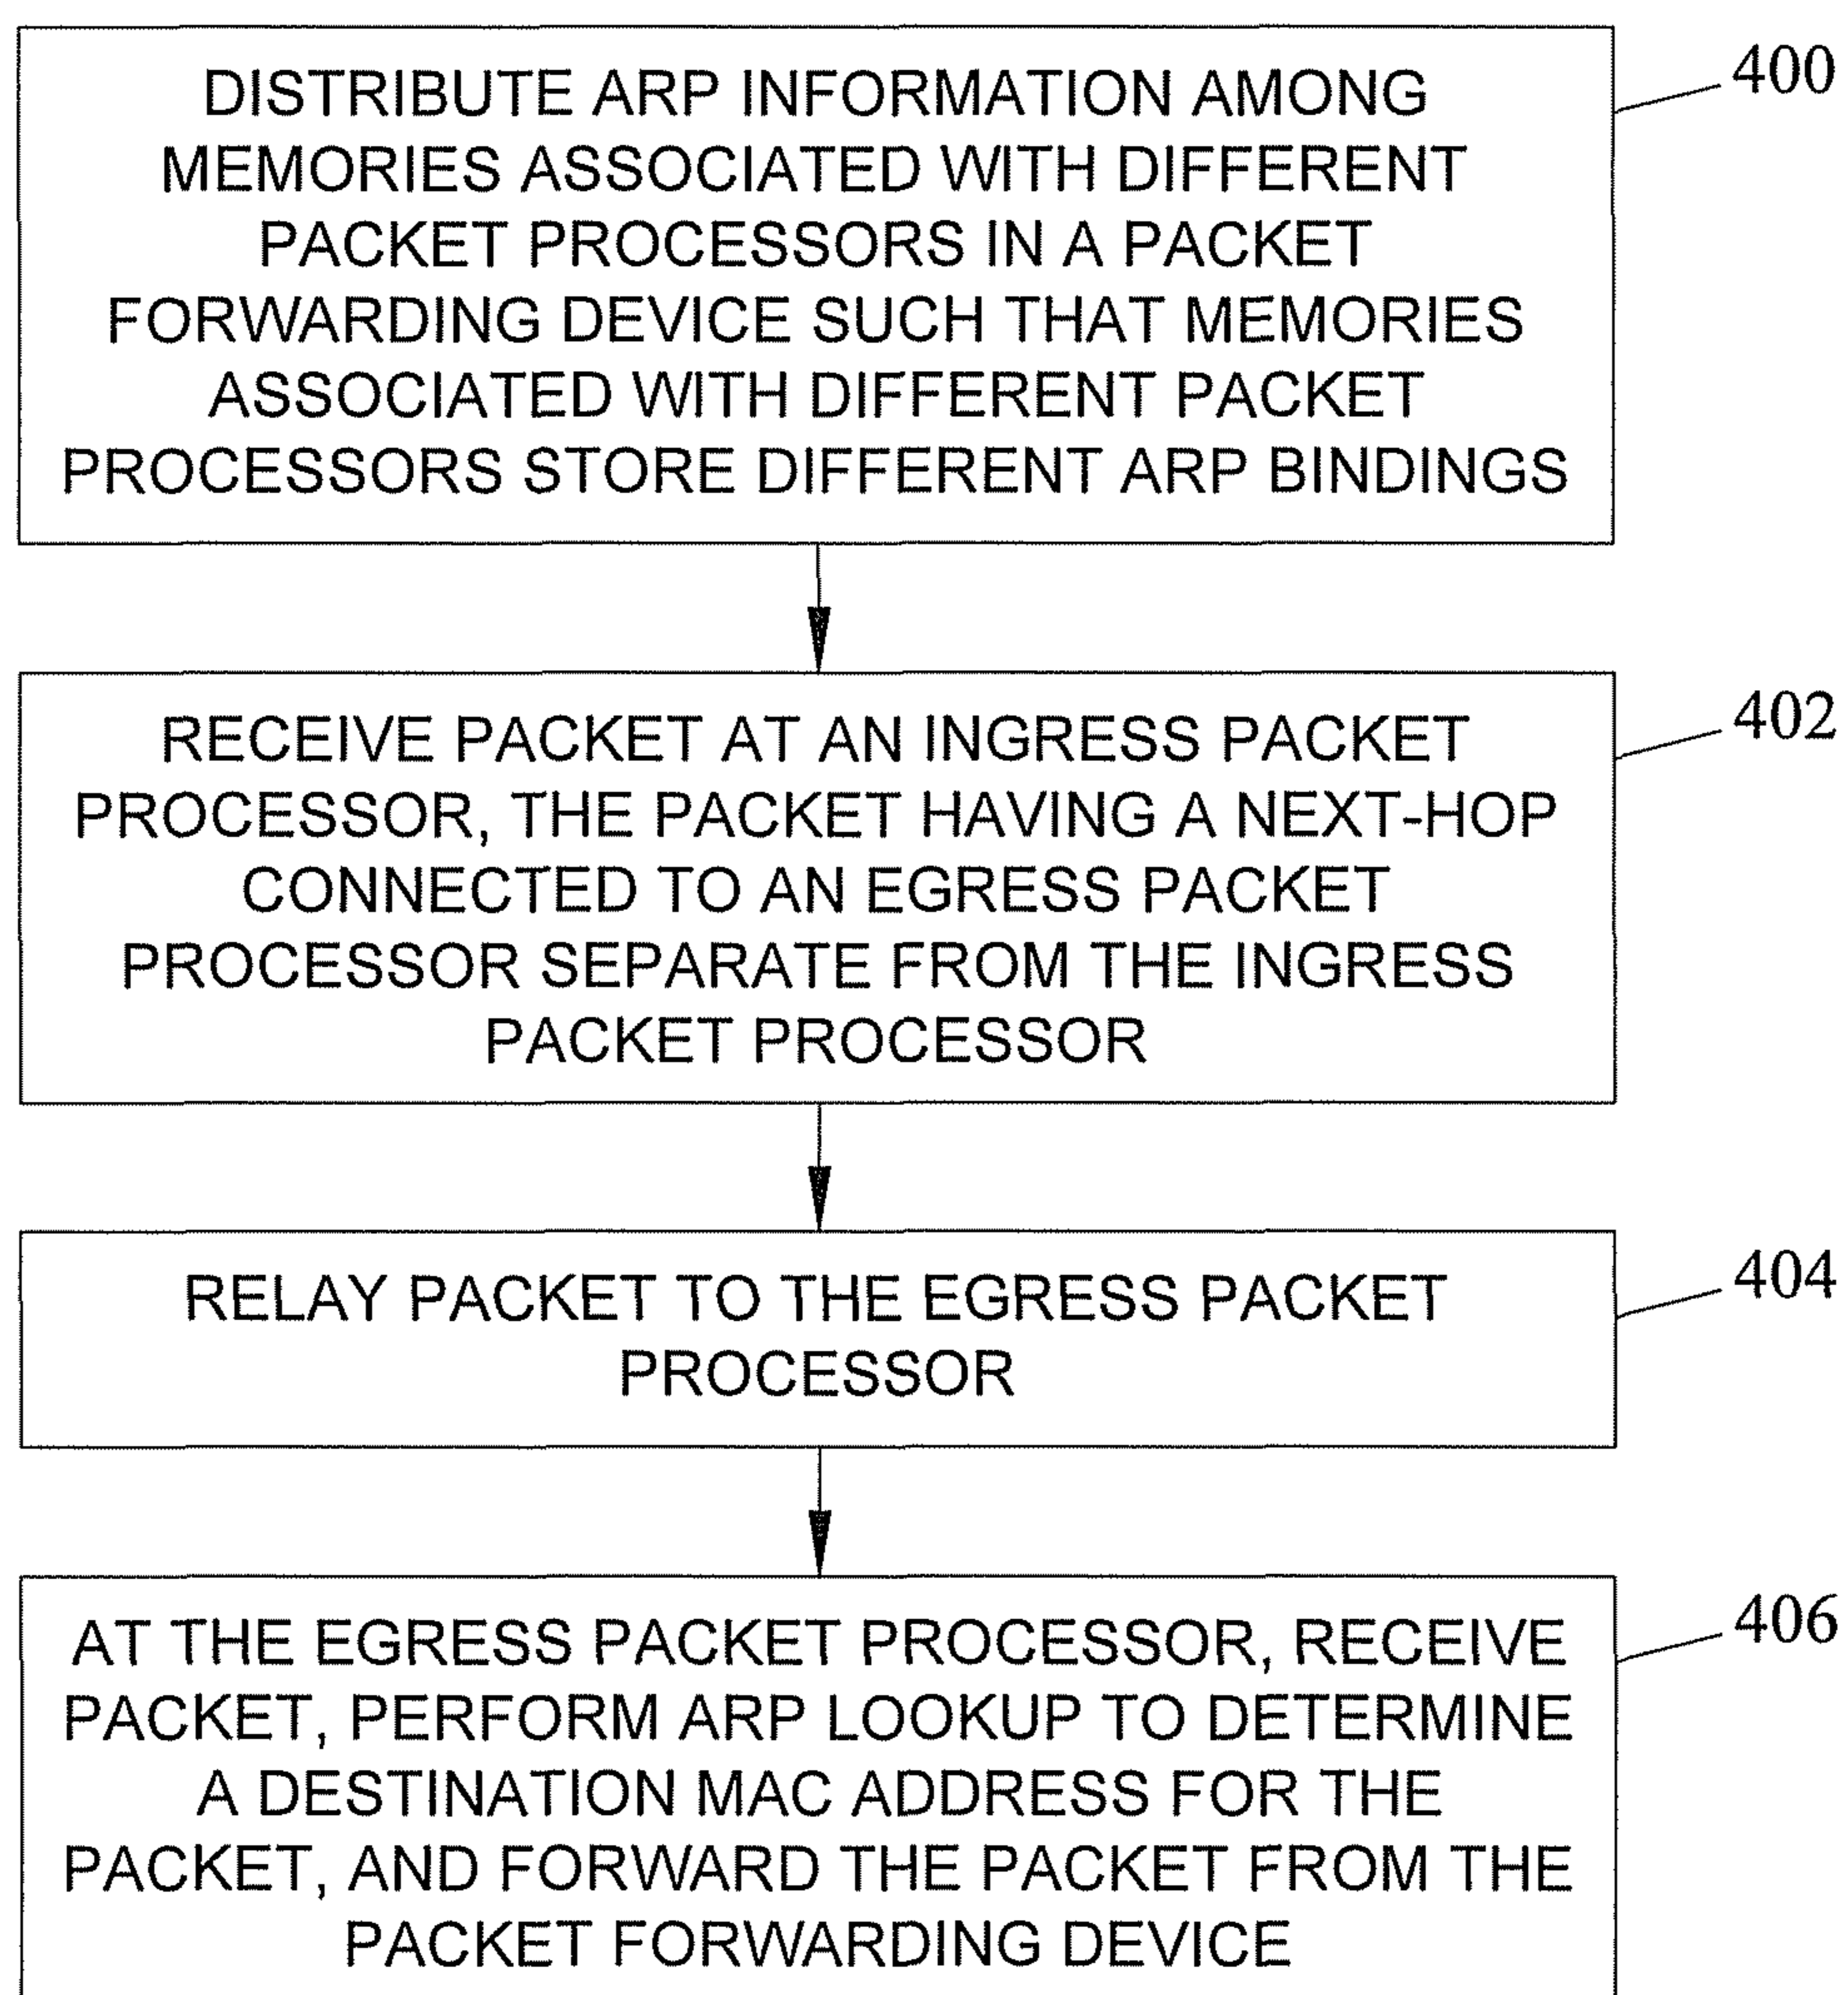 DISTRIBUTE ARP INFORMATION AMONG
MEMORIES ASSOCIATED WITH DIFFERENT
PACKET PROCESSORS IN A PACKET
FORWARDING DEVICE SUCH THAT MEMORIES
ASSOCIATED WITH DIFFERENT PACKET
PROCESSORS STORE DIFFERENT ARP BINDINGS
400
RECEIVE PACKET AT AN INGRESS PACKET
PROCESSOR, THE PACKET HAVING A NEXT-HOP
CONNECTED TO AN EGRESS PACKET
PROCESSOR SEPARATE FROM THE INGRESS
PACKET PROCESSOR
402
RELAY PACKET TO THE EGRESS PACKET
PROCESSOR
404
AT THE EGRESS PACKET PROCESSOR, RECEIVE
PACKET, PERFORM ARP LOOKUP TO DETERMINE
A DESTINATION MAC ADDRESS FOR THE
PACKET, AND FORWARD THE PACKET FROM THE
PACKET FORWARDING DEVICE
406